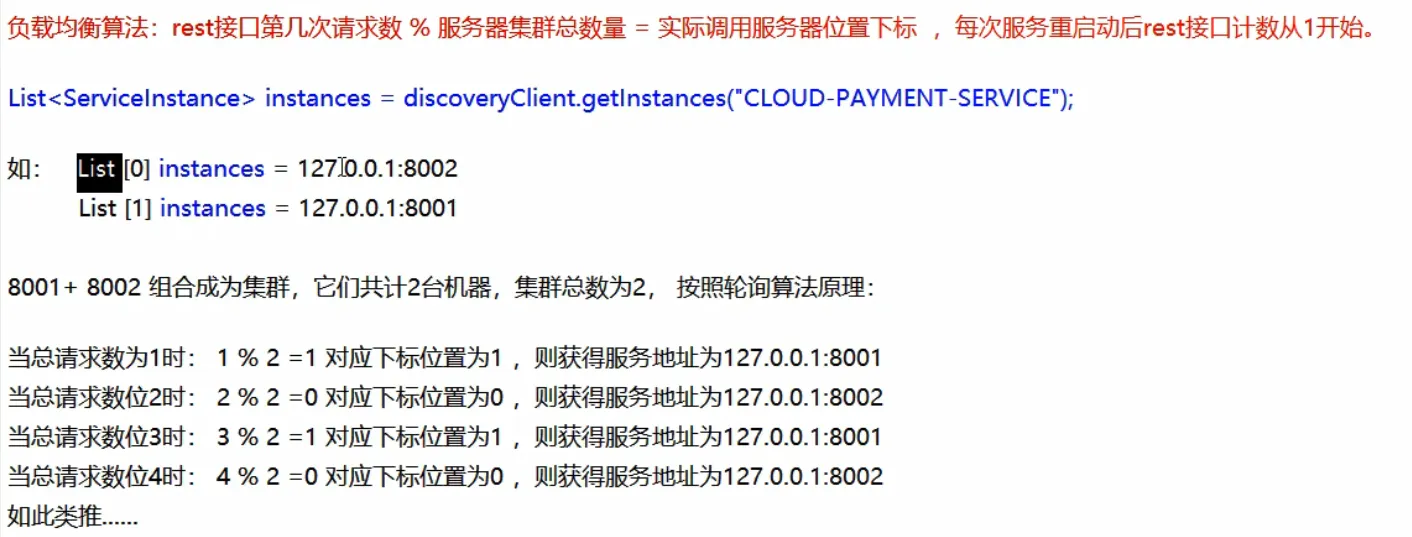 负载均衡算法：rest接口第几次请求数 % 服务器集群总数量 = 实际调用服务器位置下标 ，每次服务重启动后rest接口计数从1开始。
List<ServiceInstance> instances = discoveryClient.getInstances("CLOUD-PAYMENT-SERVICE");
如： List [0] instances = 127.0.0.1:8002
List [1] instances = 127.0.0.1:8001
8001+ 8002 组合成为集群，它们共计2台机器，集群总数为2， 按照轮询算法原理：
当总请求数为1时： 1 % 2 =1 对应下标位置为1 ，则获得服务地址为127.0.0.1:8001
当总请求数位2时： 2 % 2 =0 对应下标位置为0 ，则获得服务地址为127.0.0.1:8002
当总请求数位3时： 3 % 2 =1 对应下标位置为1 ，则获得服务地址为127.0.0.1:8001
当总请求数位4时： 4 % 2 =0 对应下标位置为0 ，则获得服务地址为127.0.0.1:8002
如此类推......